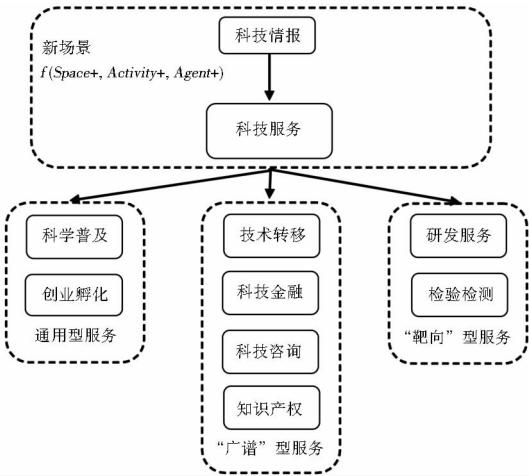 科技情报
新场景
f(Space+, Activity+, Agent+)
科技服务
科学普及
创业孵化
通用型服务
技术转移
科技金融
科技咨询
知识产权
“广谱”型服务
研发服务
检验检测
“靶向”型服务